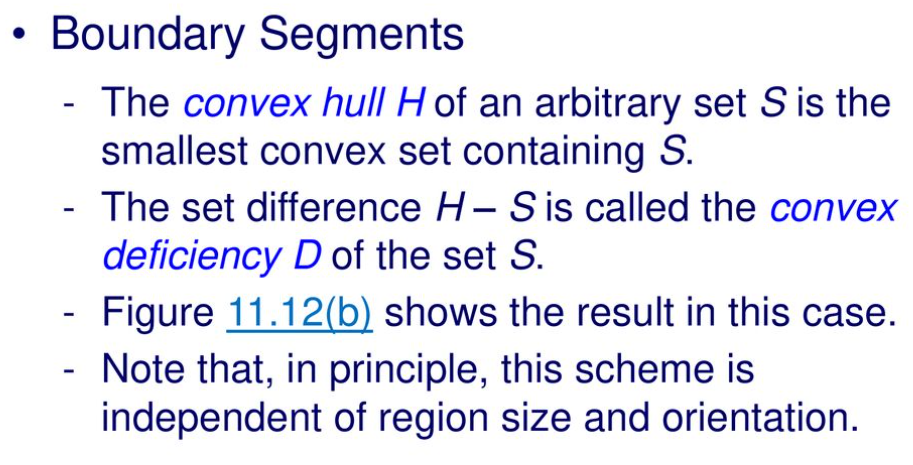 • Boundary Segments
- The convex hull H of an arbitrary set S is the
smallest convex set containing S.
- The set difference H – S is called the convex
deficiency D of the set S.
- Figure 11.12(b) shows the result in this case.
- Note that, in principle, this scheme is
independent of region size and orientation.